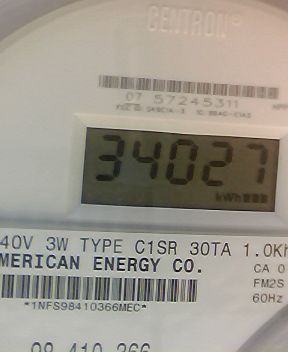 CENTRON®
07 57245311
34027
kWh
40V 3W TYPE C1SR 30TA 1.0Kh
MERICAN ENERGY CO.
CA 0
FM2S
60Hz
*1NFS98410366MEC*
98 410 366